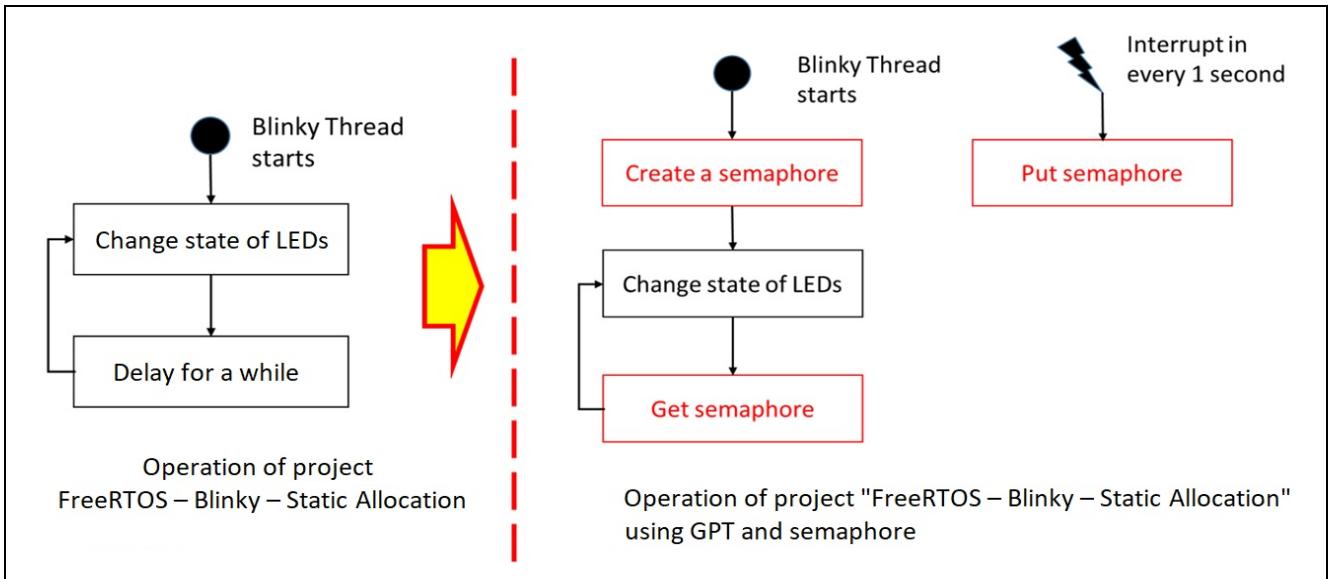 Blinky Thread
starts
Change state of LEDs
Delay for a while
Operation of project
FreeRTOS – Blinky – Static Allocation
Blinky Thread
starts
Interrupt in
every 1 second
Create a semaphore
Put semaphore
Change state of LEDs
Get semaphore
Operation of project "FreeRTOS – Blinky – Static Allocation"
using GPT and semaphore